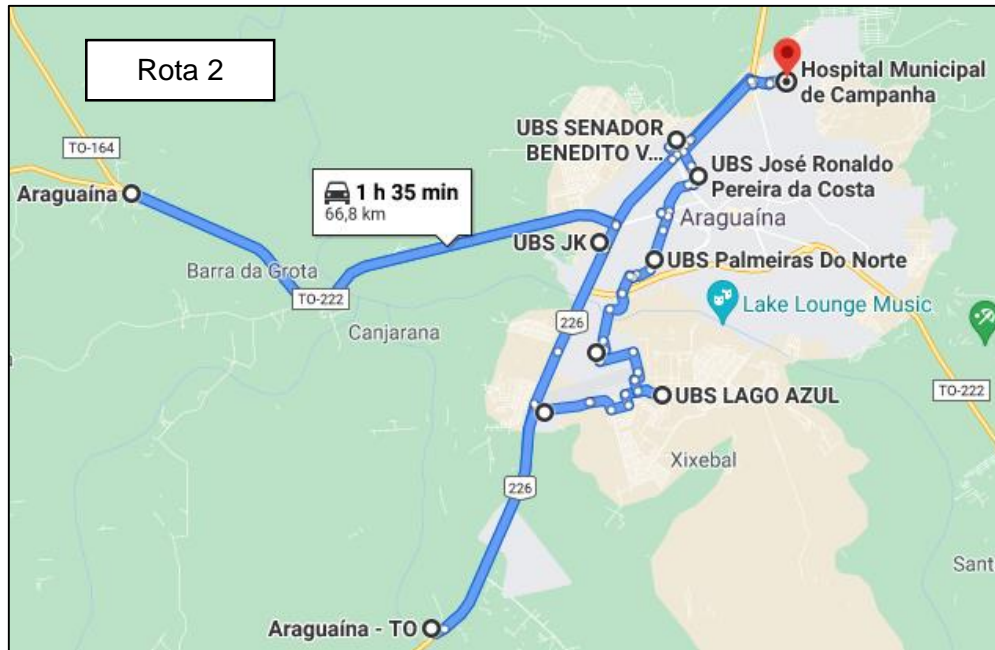 Rota 2
Hospital Municipal
de Campanha
UBS SENADOR
BENEDITO V...
TO-164
UBS José Ronaldo
Pereira da Costa
Araguaína
1 h 35 min
66,8 km
Araguaína
UBS JK
UBS Palmeiras Do Norte
Barra da Grota
TO-222
Lake Lounge Music
226
Canjarana
TO-222
UBS LAGO AZUL
Xixebal
226
Sant
Araguaína - TO